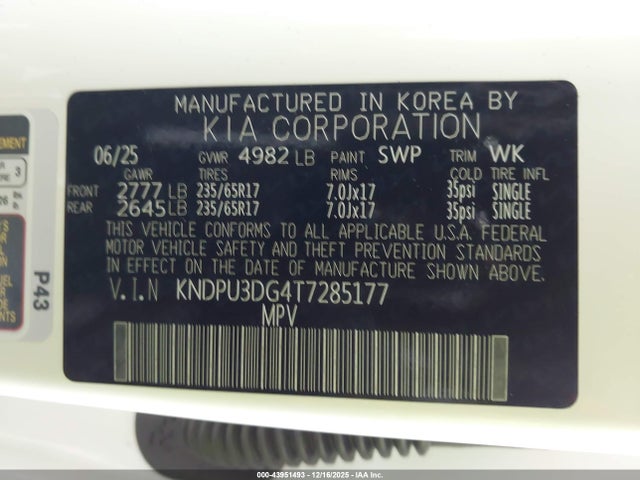 MANUFACTURED IN KOREA BY
KIA CORPORATION
06/25 GVWR 4982 LB PAINT SWP TRIM WK
GAWR TIRES RIMS COLD TIRE INFL
FRONT 2777 LB 235/65R17 7.0Jx17 35psi SINGLE
REAR 2645 LB 235/65R17 7.0Jx17 35psi SINGLE
THIS VEHICLE CONFORMS TO ALL APPLICABLE U.S.A. FEDERAL
MOTOR VEHICLE SAFETY AND THEFT PREVENTION STANDARDS
IN EFFECT ON THE DATE OF MANUFACTURE SHOWN ABOVE.
V.I.N KNDPU3DG4T7285177
MPV
P43
000-43951493 - 12/16/2025 - IAA Inc.